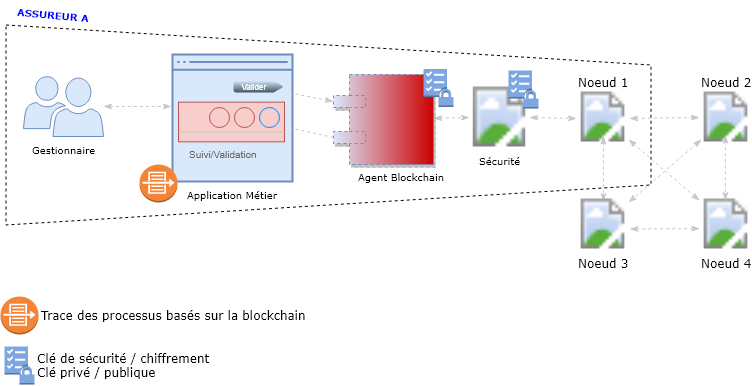 ASSUREUR A
Noeud 1
Noeud 2
Valider
Gestionnaire
Suivi/Validation
Sécurité
Agent Blockchain
Application Métier
Noeud 3
Noeud 4
Trace des processus basés sur la blockchain
Clé de sécurité / chiffrement
Clé privé / publique